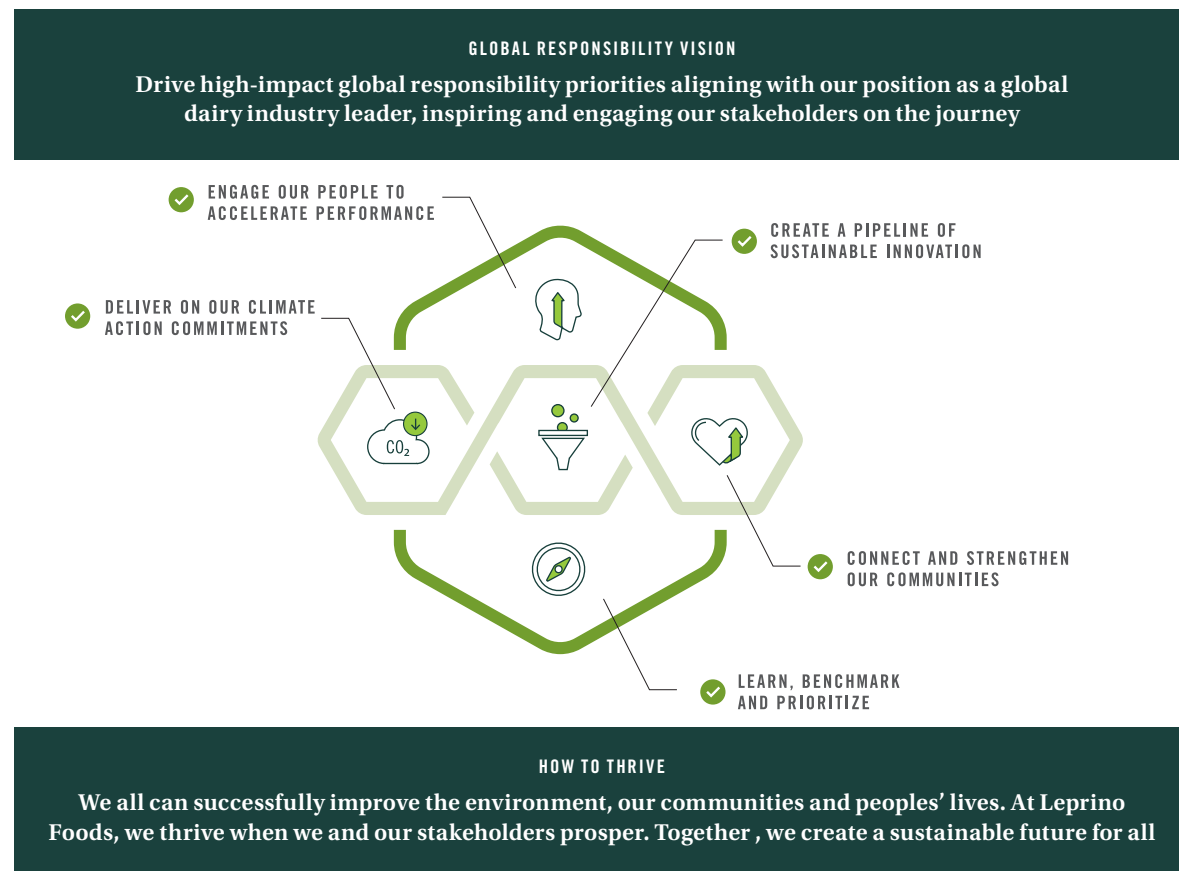 GLOBAL RESPONSIBILITY VISION
Drive high-impact global responsibility priorities aligning with our position as a global
dairy industry leader, inspiring and engaging our stakeholders on the journey
ENGAGE OUR PEOPLE TO
ACCELERATE PERFORMANCE
CREATE A PIPELINE OF
SUSTAINABLE INNOVATION
DELIVER ON OUR CLIMATE
ACTION COMMITMENTS
CO₂
CONNECT AND STRENGTHEN
OUR COMMUNITIES
LEARN, BENCHMARK
AND PRIORITIZE
HOW TO THRIVE
We all can successfully improve the environment, our communities and peoples’ lives. At Leprino
Foods, we thrive when we and our stakeholders prosper. Together , we create a sustainable future for all